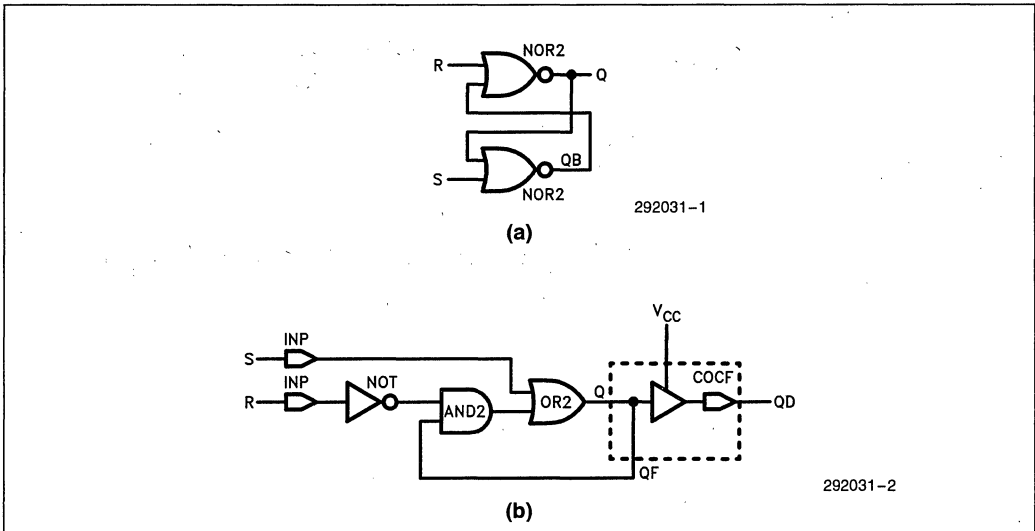 NOR2
R
Q
QB
S
NOR2
292031-1
(a)
VCC
INP
S
COCF
INP
NOT
Q
R
AND2
OR2
QD
QF
292031-2
(b)